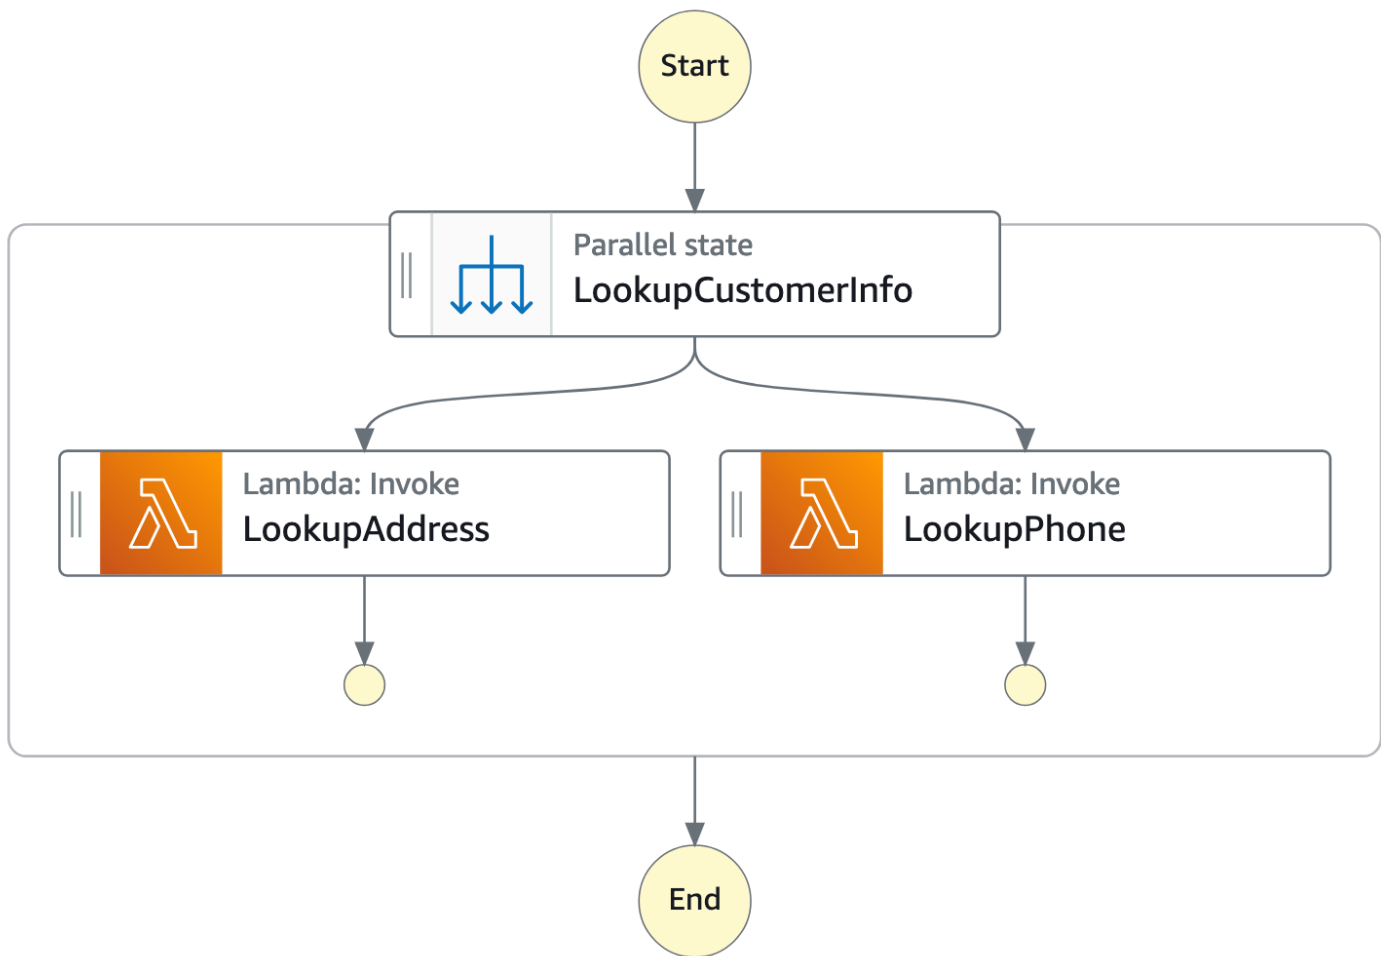 Start
Parallel state
LookupCustomerInfo
Lambda: Invoke
LookupAddress
Lambda: Invoke
LookupPhone
End